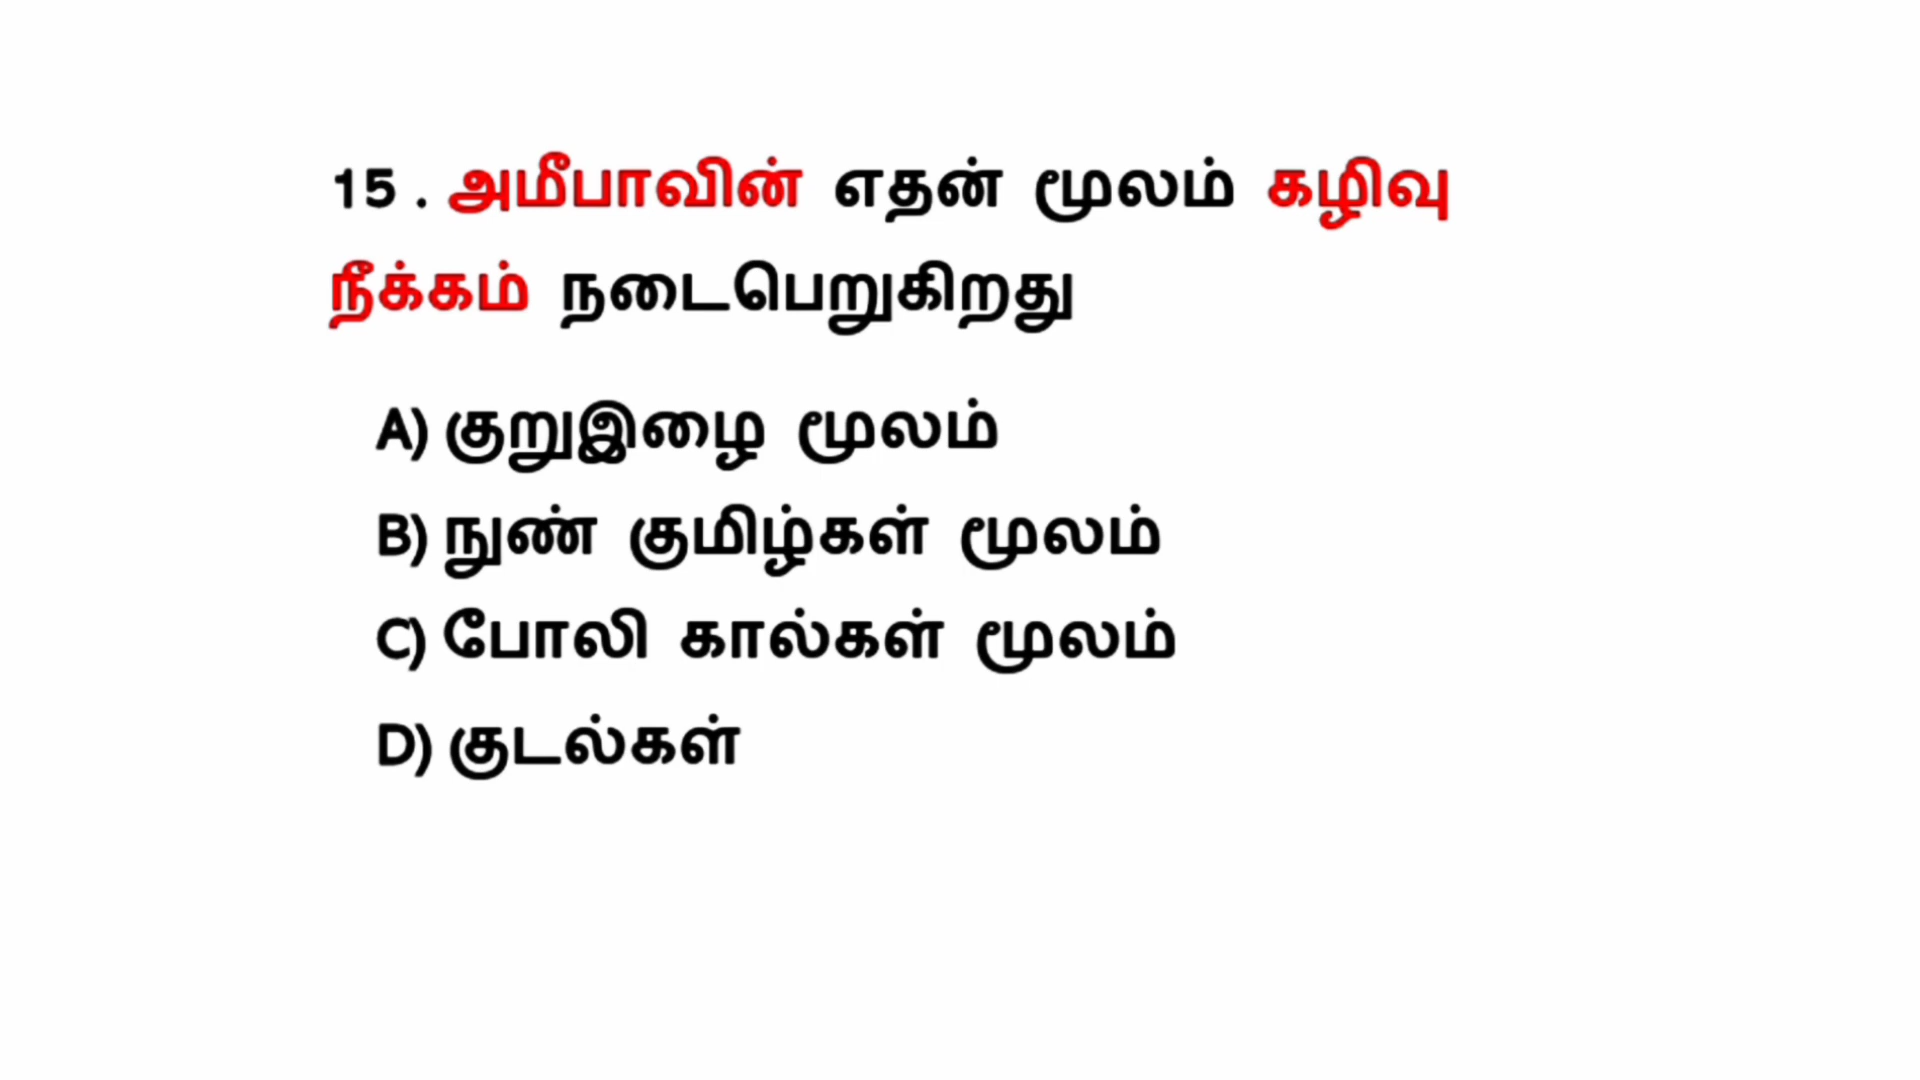 15 . அமீபாவின் எதன் மூலம் கழிவு
நீக்கம் நடைபெறுகிறது
A) குறுஇழை மூலம்
B) நுண் குமிழ்கள் மூலம்
C) போலி கால்கள் மூலம்
D) குடல்கள்